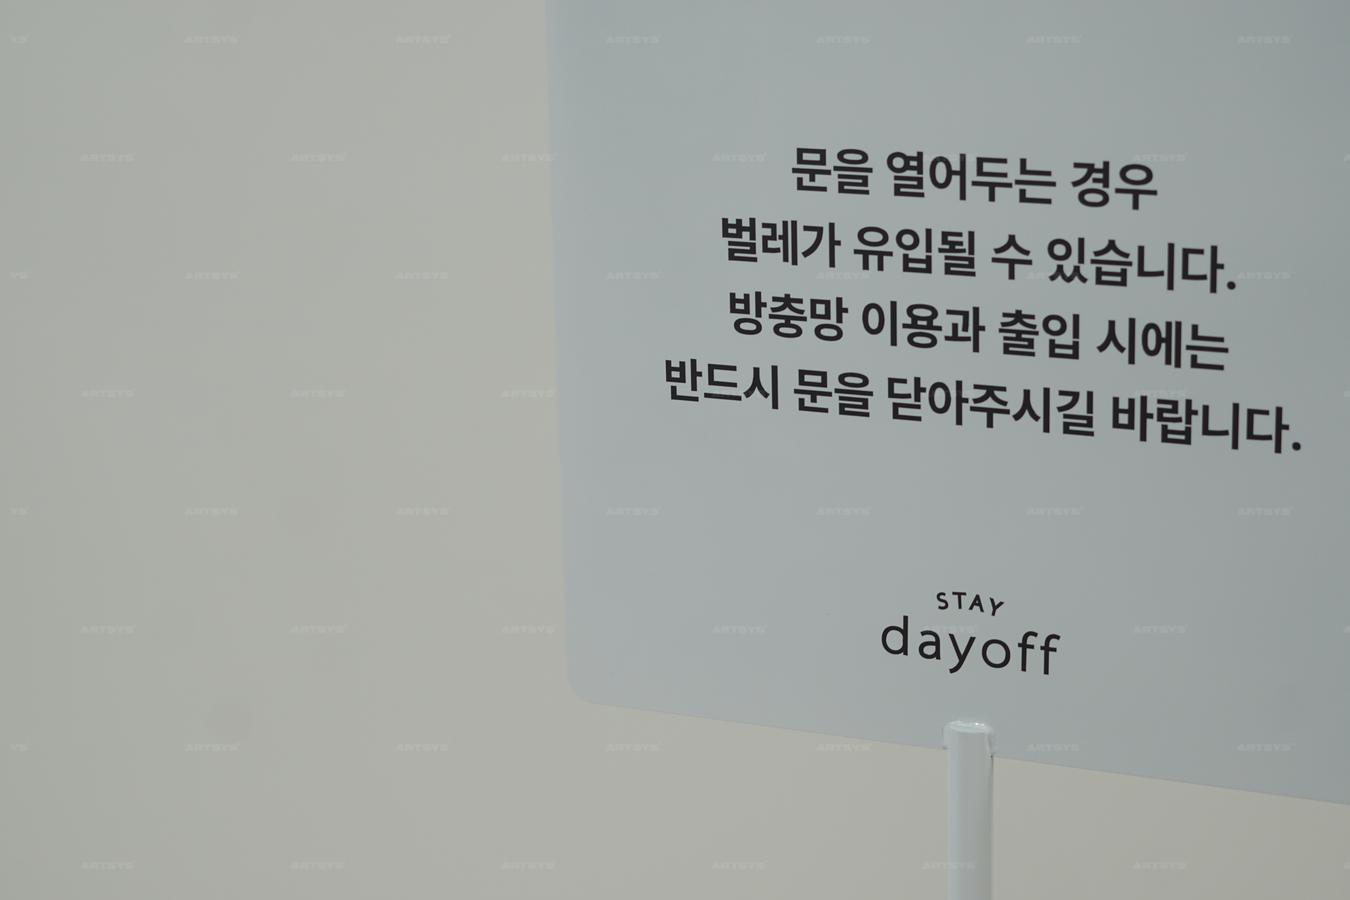 문을 열어두는 경우
벌레가 유입될 수 있습니다.
방충망 이용과 출입 시에는
반드시 문을 닫아주시길 바랍니다.
STAY
dayoff
ARTSYS